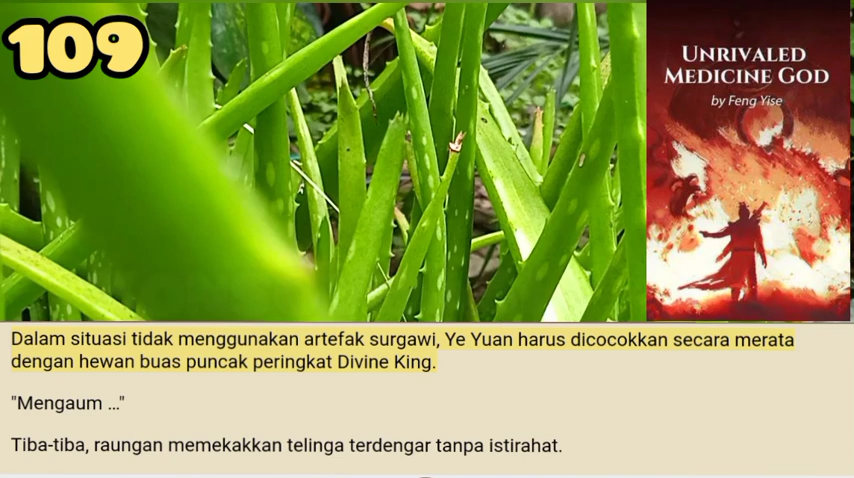 109
UNRIVALED
MEDICINE GOD
by Feng Yise
Dalam situasi tidak menggunakan artefak surgawi, Ye Yuan harus dicocokkan secara merata
dengan hewan buas puncak peringkat Divine King.
"Mengaum ..."
Tiba-tiba, raungan memekakkan telinga terdengar tanpa istirahat.